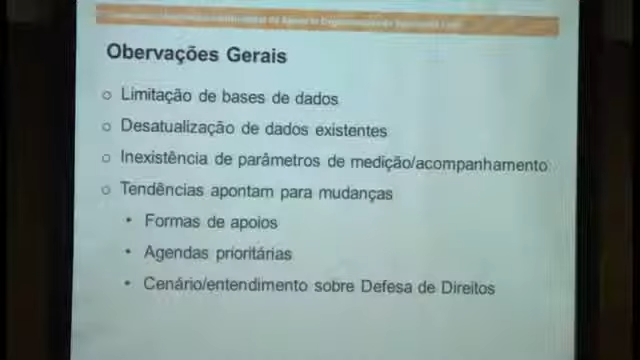 Obervações Gerais
o Limitação de bases de dados
o Desatualização de dados existentes
o Inexistência de parâmetros de medição/acompanhamento
o Tendências apontam para mudanças
• Formas de apoios
• Agendas prioritárias
• Cenário/entendimento sobre Defesa de Direitos